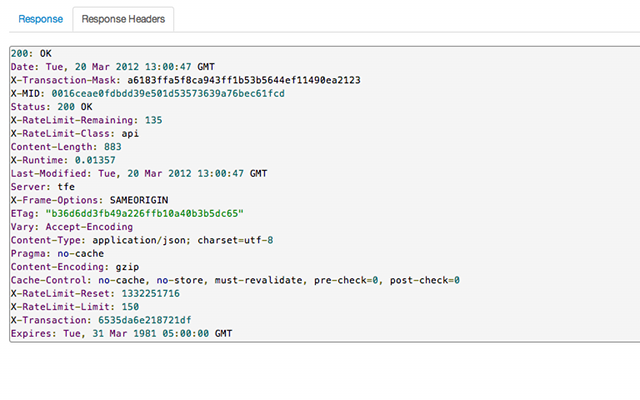 Response
Response Headers
200: OK
Date: Tue, 20 Mar 2012 13:00:47 GMT
X-Transaction-Mask: a6183ffa5f8ca943ff1b53b5644ef11490ea2123
X-MID: 0016ceae0fdbdd39e501d53573639a76bec61fcd
Status: 200 OK
X-RateLimit-Remaining: 135
X-RateLimit-Class: api
Content-Length: 883
X-Runtime: 0.01357
Last-Modified: Tue, 20 Mar 2012 13:00:47 GMT
Server: tfe
X-Frame-Options: SAMEORIGIN
ETag: "b36d6dd3fb49a226ffb10a40b3b5dc65"
Vary: Accept-Encoding
Content-Type: application/json; charset=utf-8
Pragma: no-cache
Content-Encoding: gzip
Cache-Control: no-cache, no-store, must-revalidate, pre-check=0, post-check=0
X-RateLimit-Reset: 1332251716
X-RateLimit-Limit: 150
X-Transaction: 6535da6e218721df
Expires: Tue, 31 Mar 1981 05:00:00 GMT